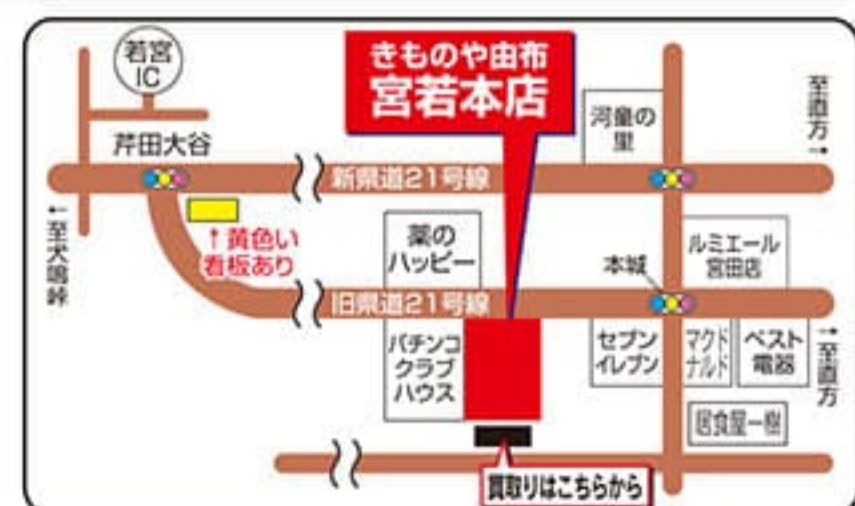 若宮
IC
きものや由布
宮若本店
河童の
里
至直方→
芹田大谷
新県道21号線
←至犬鳴峠
↑黄色い
看板あり
薬の
ハッピー
本城
ルミエール
宮田店
旧県道21号線
パチンコ
クラブ
ハウス
セブン
イレブン
マクド
ナルド
ベスト
電器
→至直方
居食屋一樹
買取りはこちらから